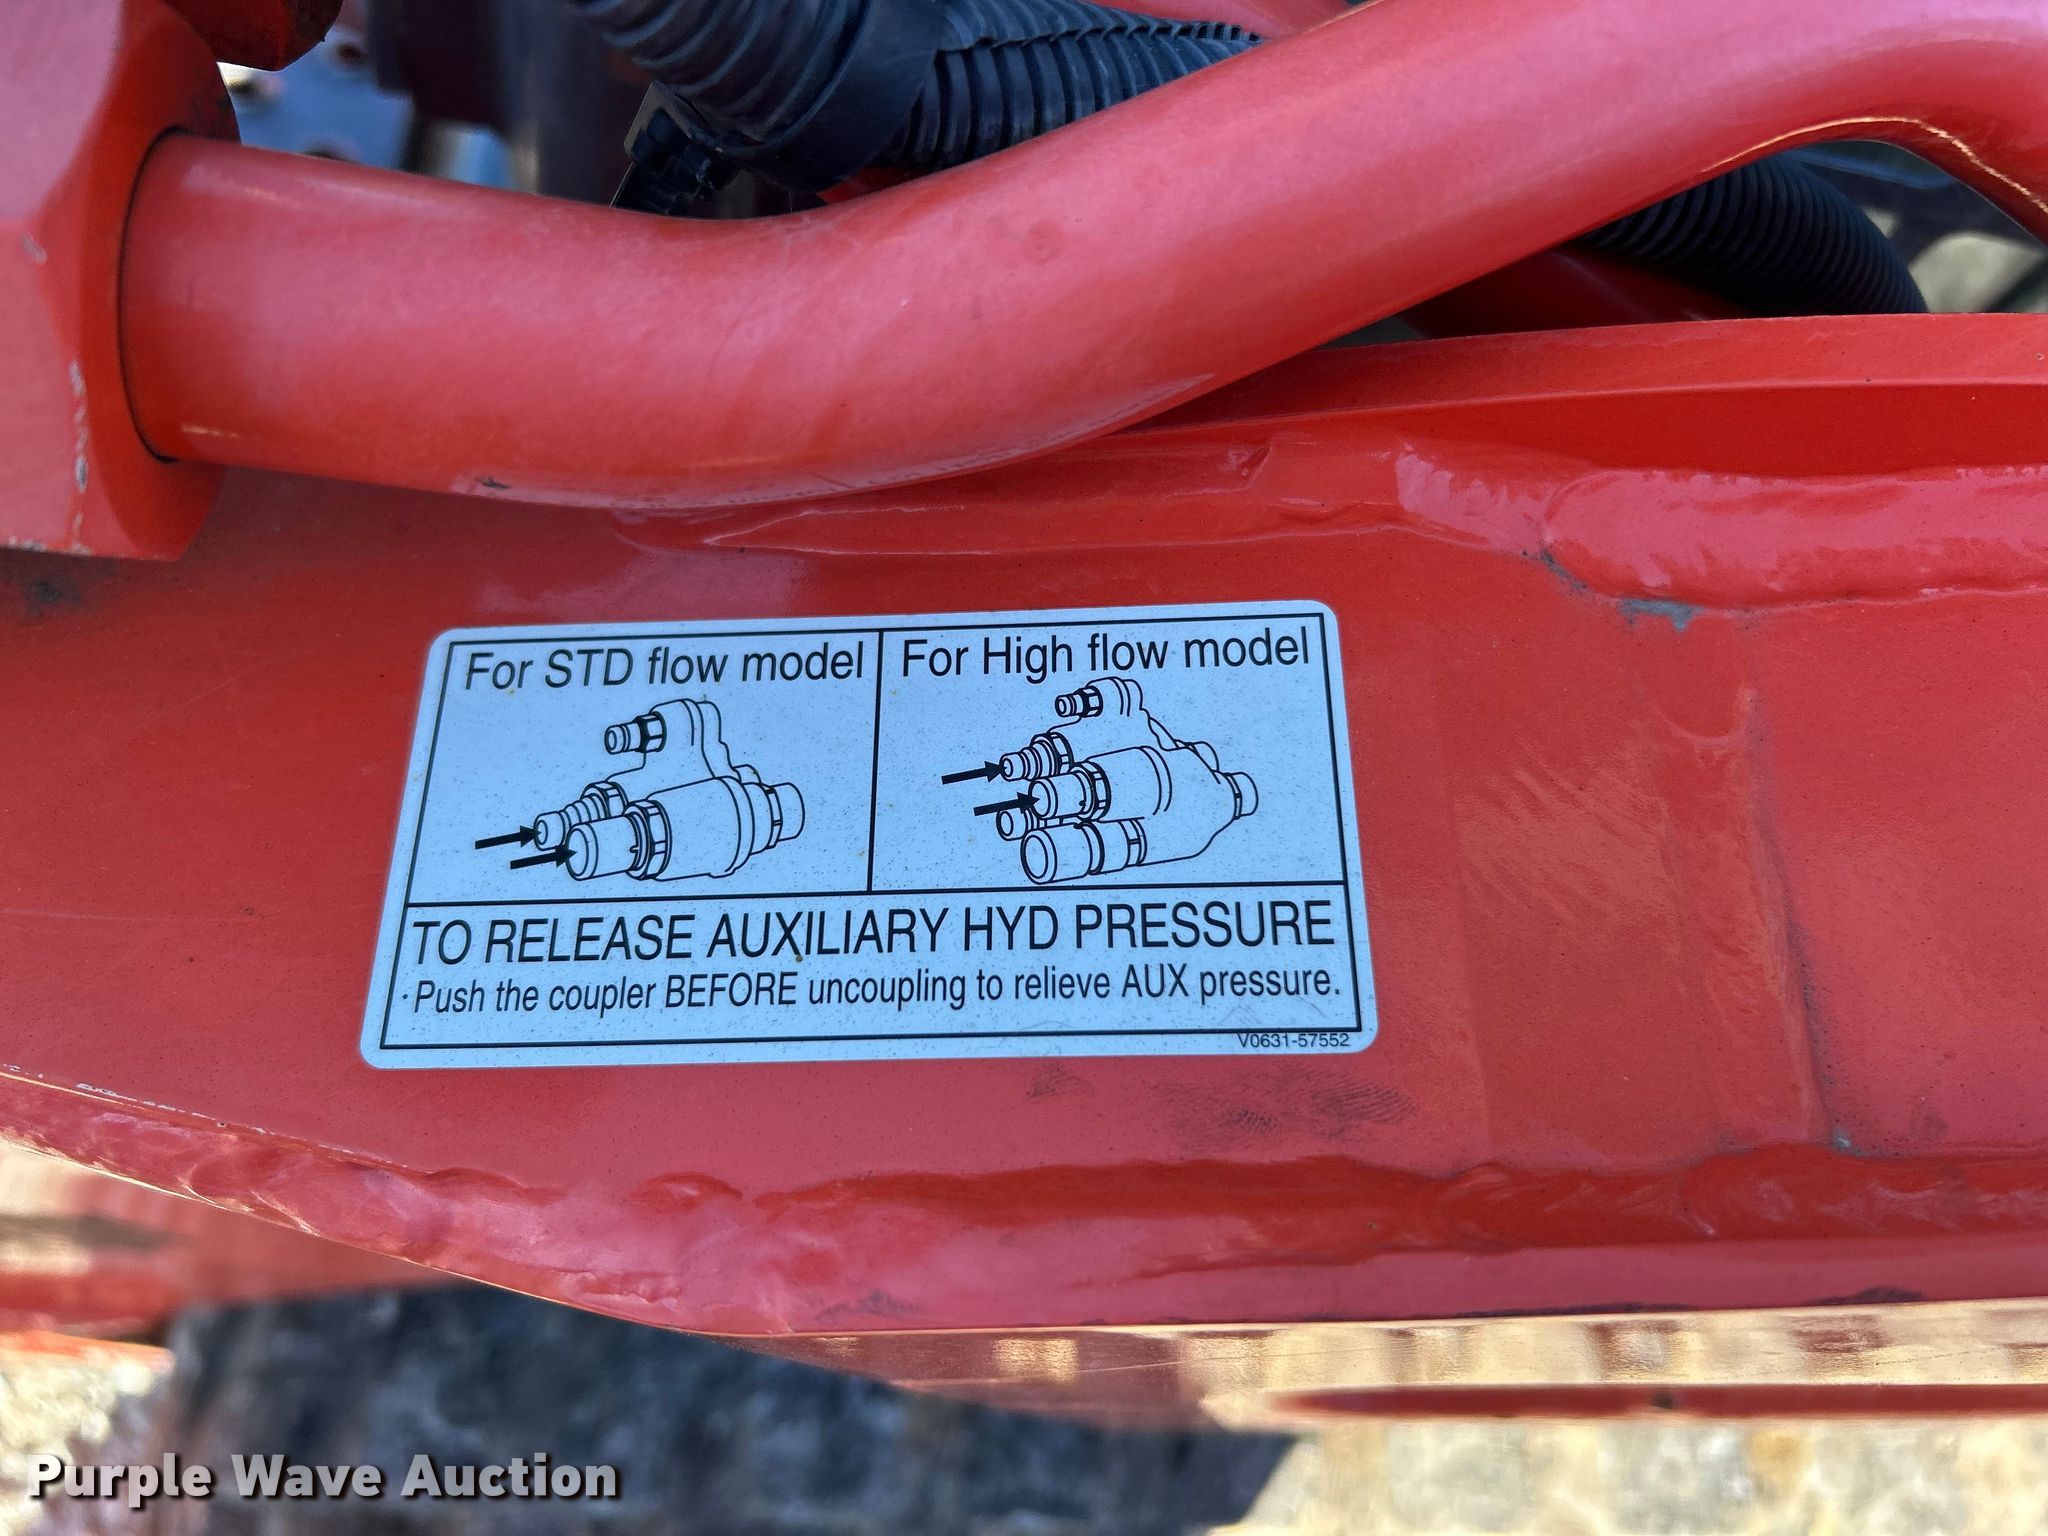 For STD flow model
For High flow model
TO RELEASE AUXILIARY HYD PRESSURE
·Push the coupler BEFORE uncoupling to relieve AUX pressure.
V0631-57552
Purple Wave Auction